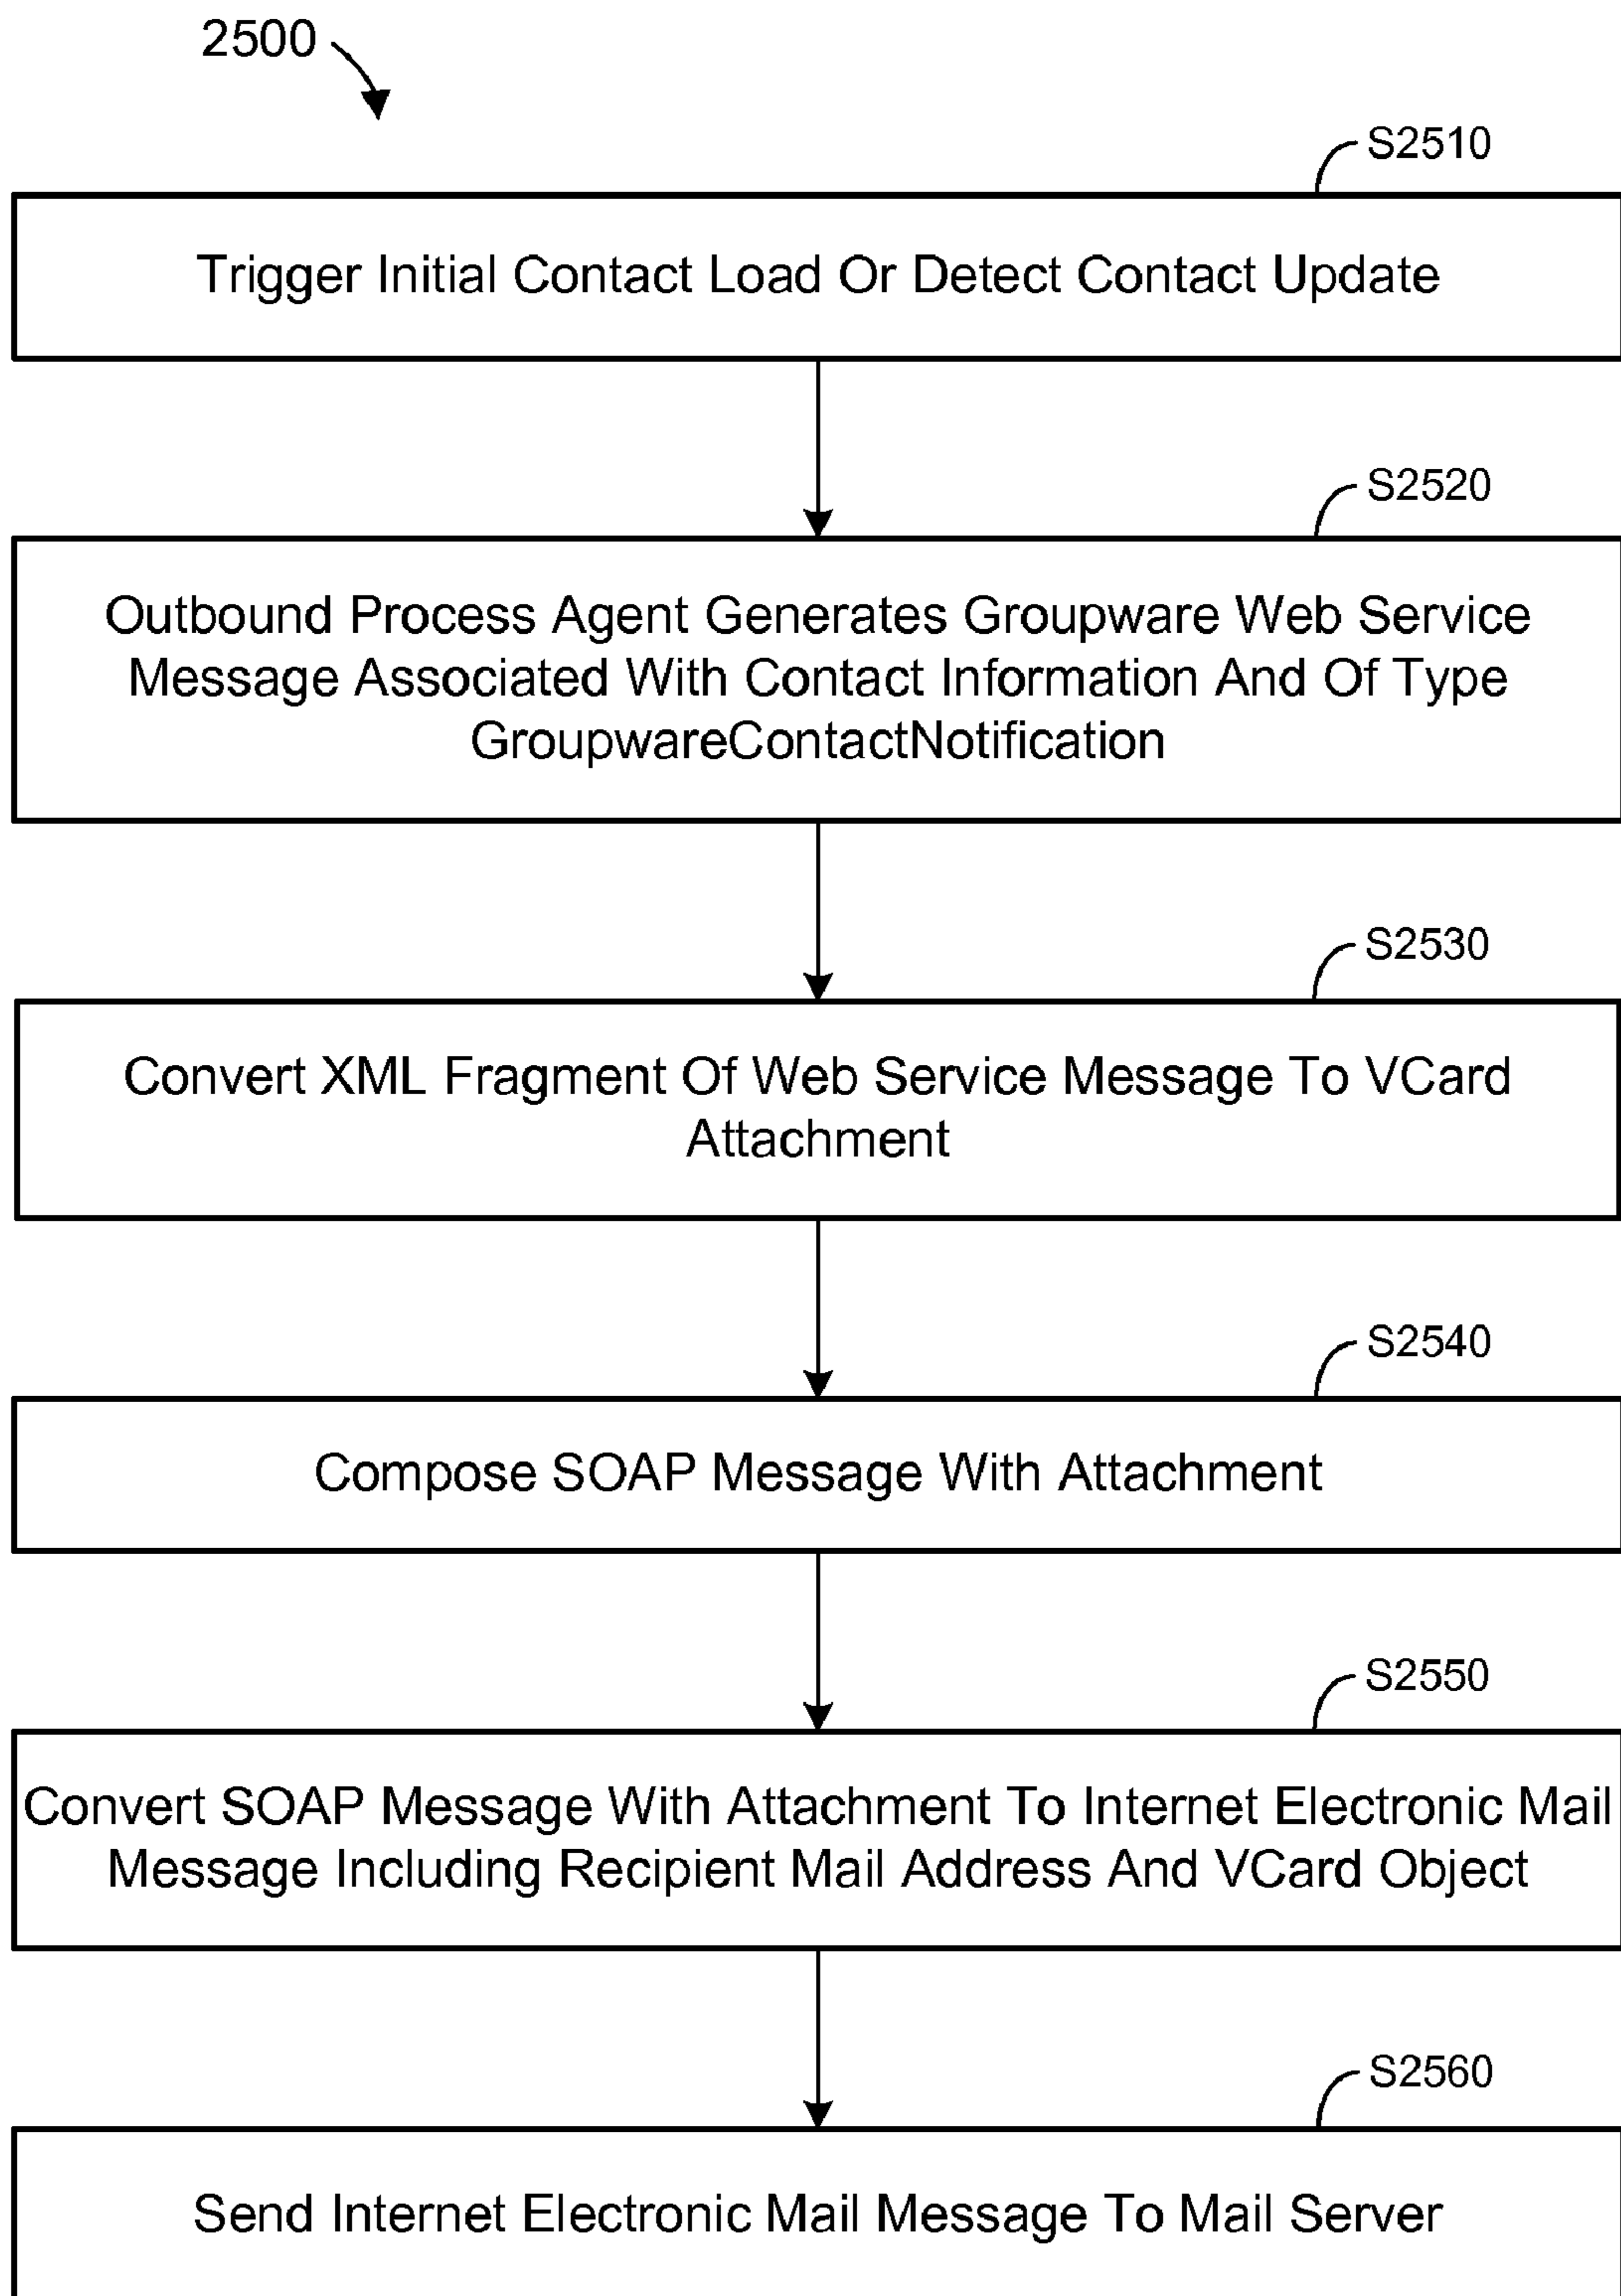 2500
S2510
Trigger Initial Contact Load Or Detect Contact Update
S2520
Outbound Process Agent Generates Groupware Web Service
Message Associated With Contact Information And Of Type
GroupwareContactNotification
S2530
Convert XML Fragment Of Web Service Message To VCard
Attachment
S2540
Compose SOAP Message With Attachment
S2550
Convert SOAP Message With Attachment To Internet Electronic Mail
Message Including Recipient Mail Address And VCard Object
S2560
Send Internet Electronic Mail Message To Mail Server